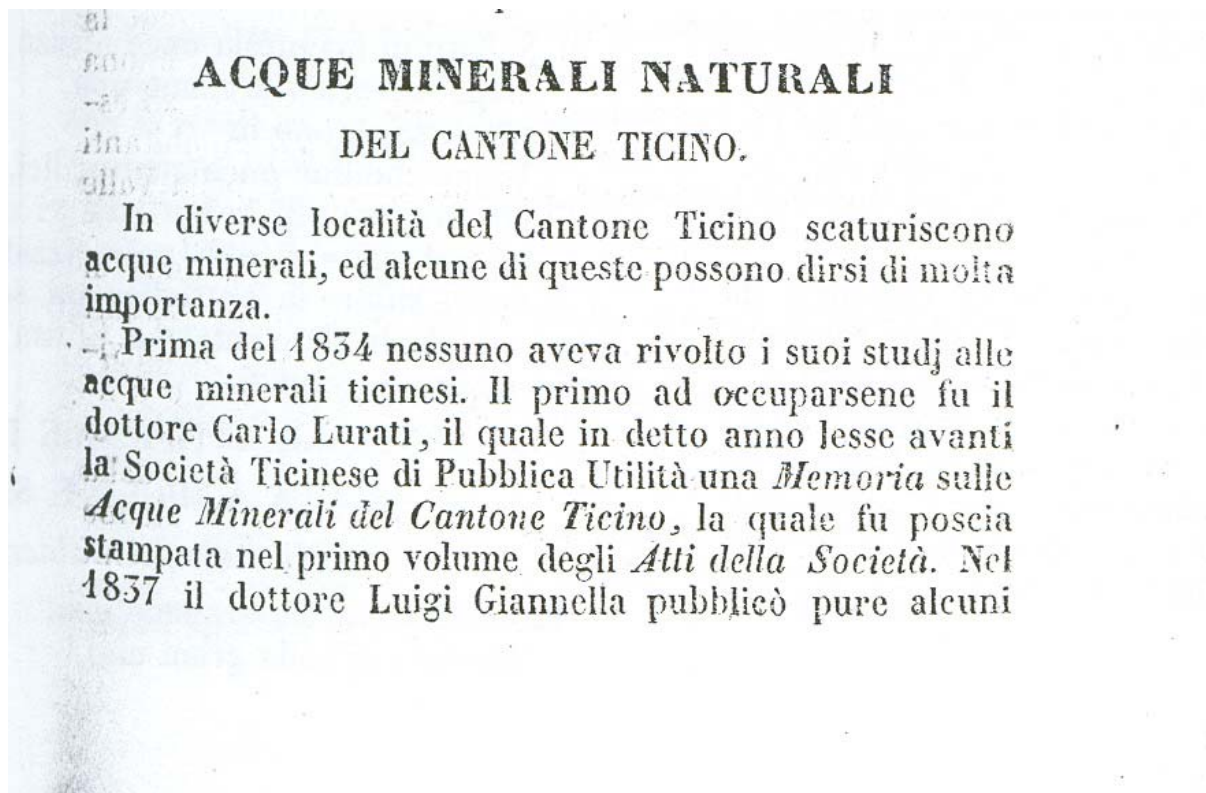 ACQUE MINERALI NATURALI
DEL CANTONE TICINO.
In diverse località del Cantone Ticino scaturiscono
acque minerali, ed alcune di queste possono dirsi di molta
importanza.
Prima del 1834 nessuno aveva rivolto i suoi studj alle
acque minerali ticinesi. Il primo ad occuparsene fu il
dottore Carlo Lurati, il quale in detto anno lesse avanti
la Società Ticinese di Pubblica Utilità una Memoria sulle
Acque Minerali del Cantone Ticino, la quale fu poscia
stampata nel primo volume degli Atti della Società. Nel
1837 il dottore Luigi Giannella pubblicò pure alcuni